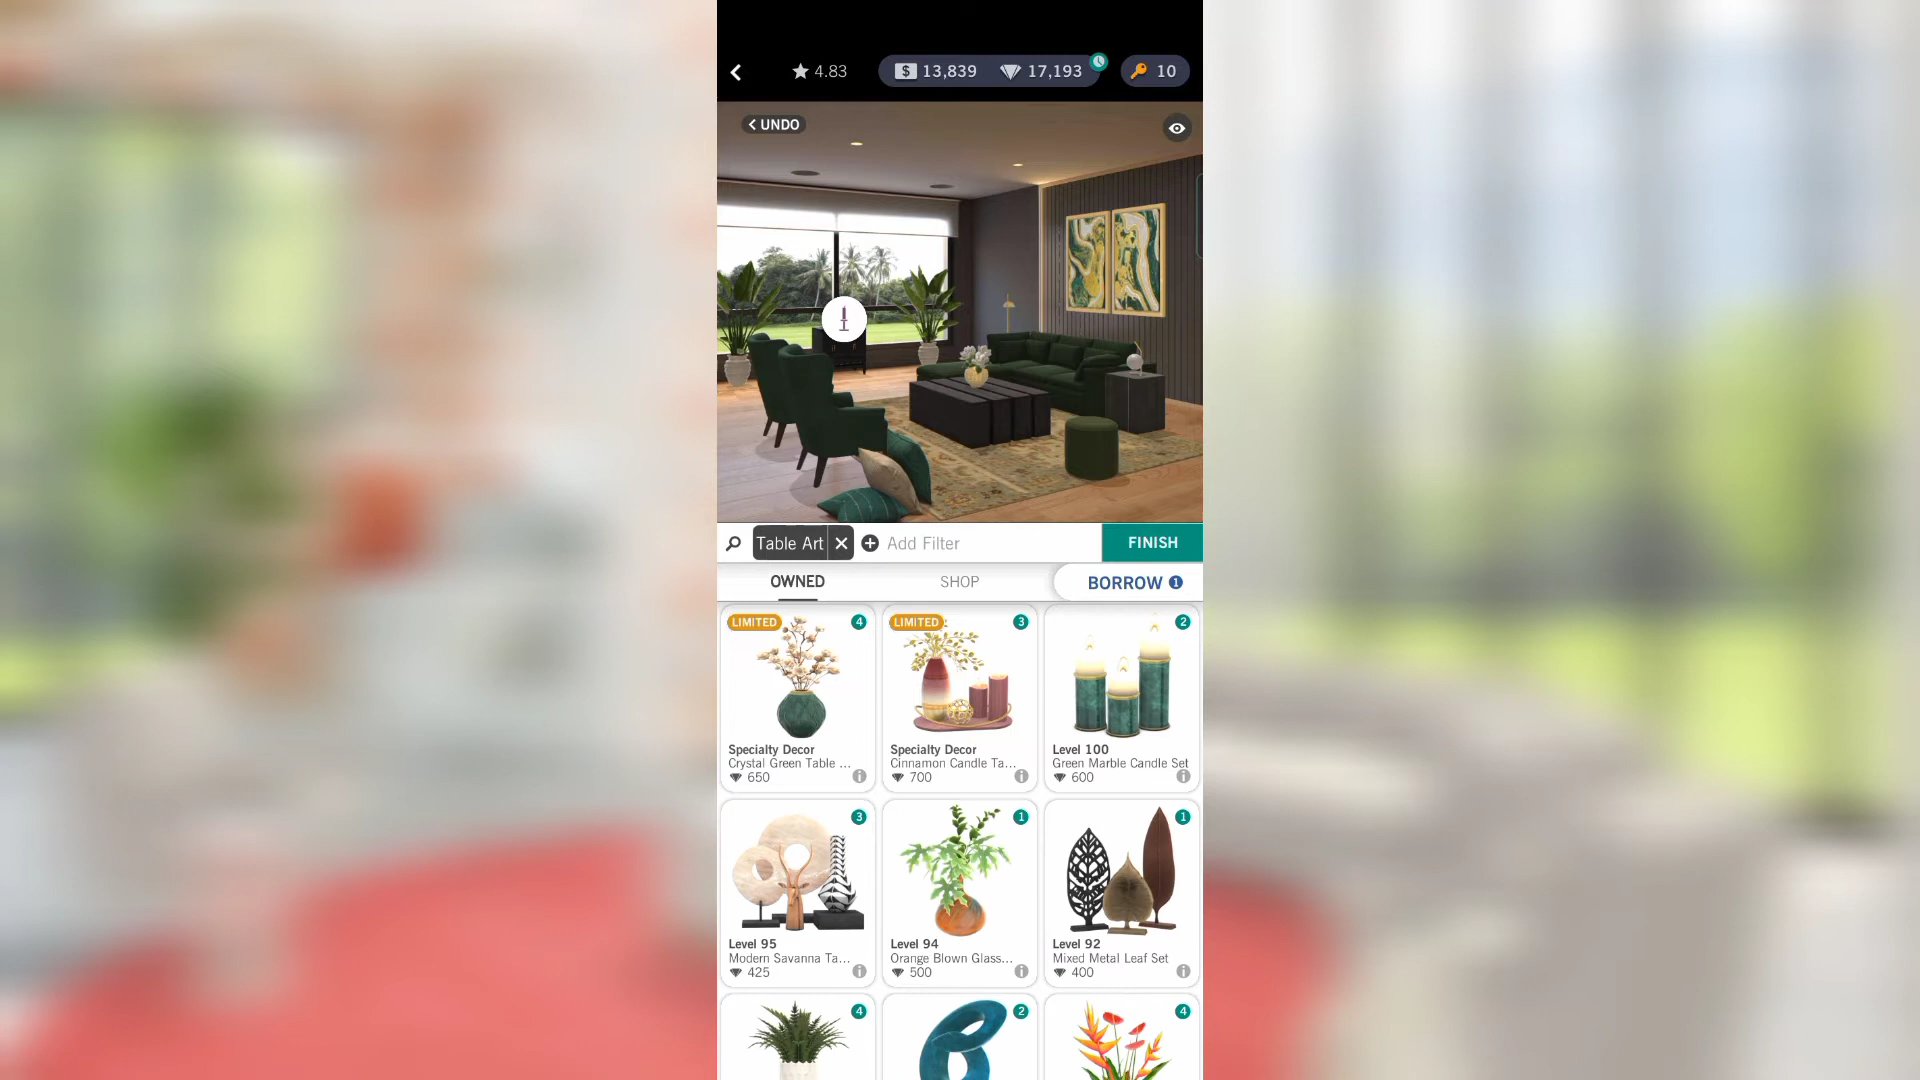 4.83
$ 13,839
17,193
10
UNDO
Table Art
Add Filter
FINISH
OWNED
SHOP
BORROW 1
LIMITED
4
LIMITED
3
2
Specialty Decor
Crystal Green Table ...
650
Specialty Decor
Cinnamon Candle Ta...
700
Level 100
Green Marble Candle Set
600
3
1
1
Level 95
Modern Savanna Ta...
425
Level 94
Orange Blown Glass...
500
Level 92
Mixed Metal Leaf Set
400
4
2
4